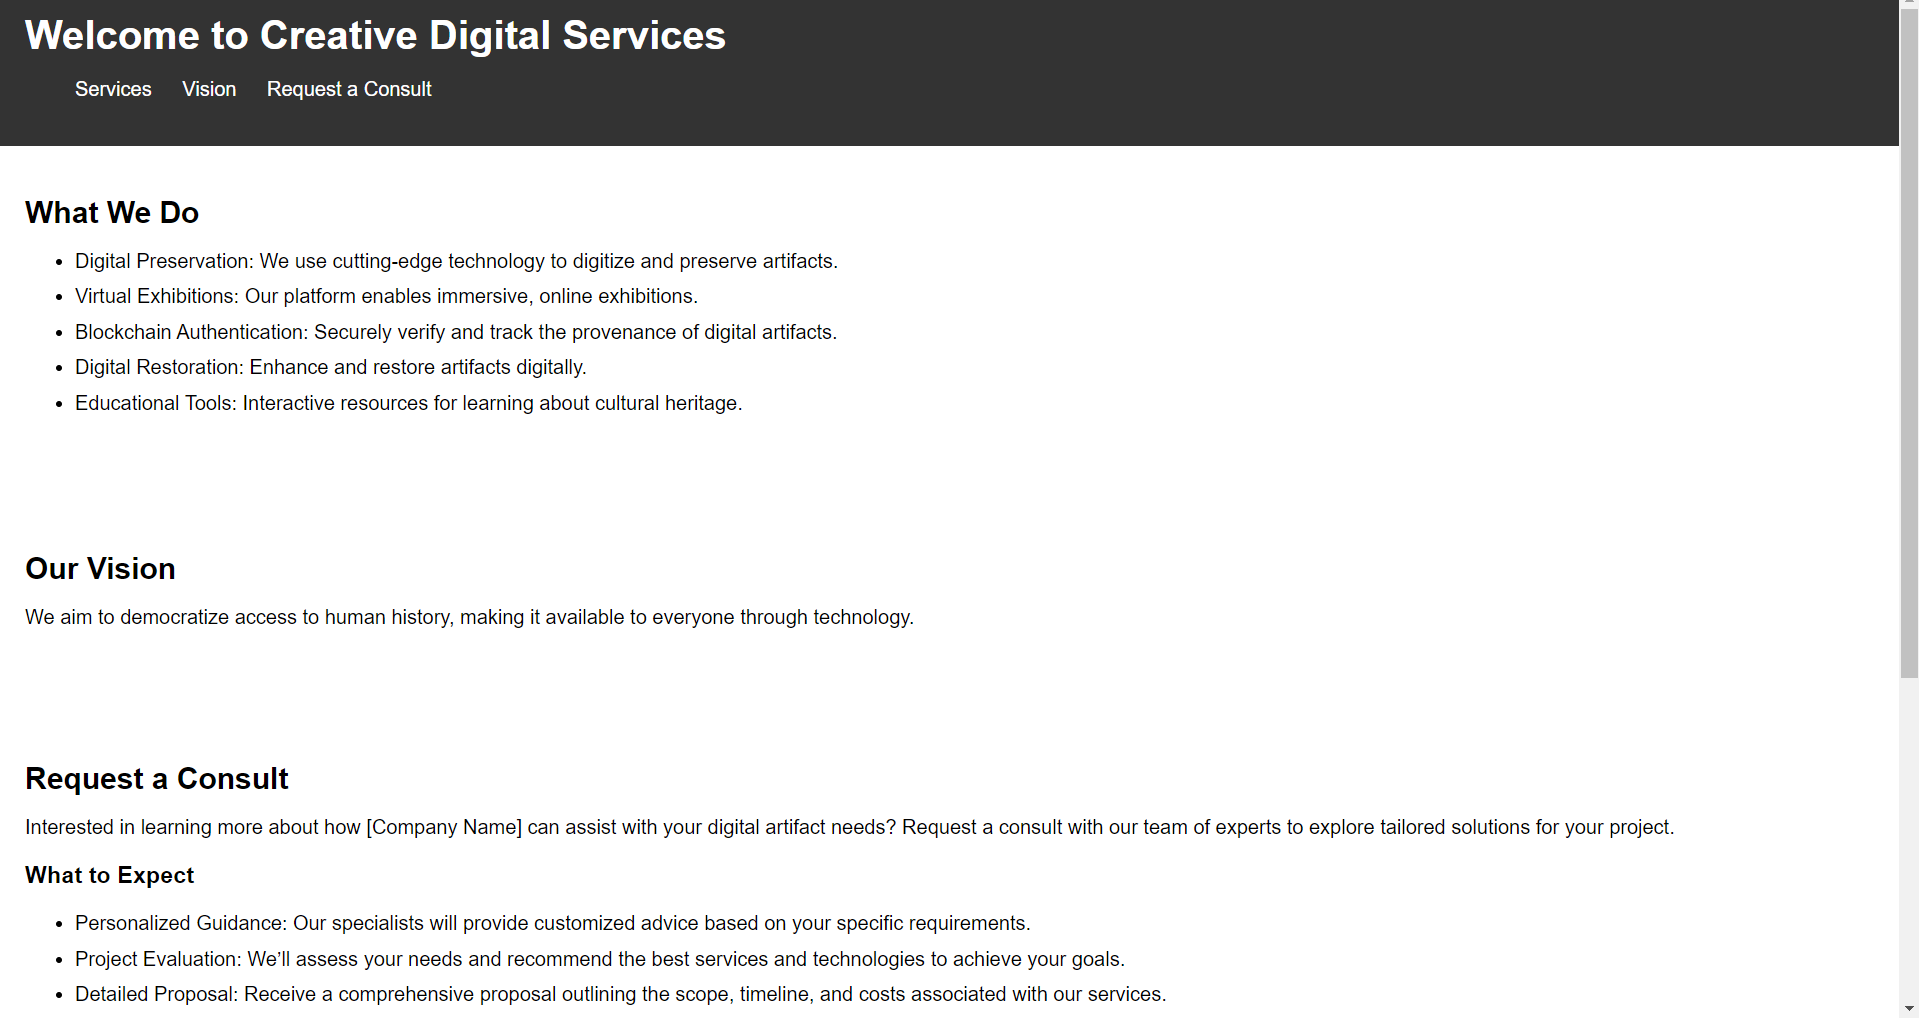 Welcome to Creative Digital Services
Services Vision Request a Consult
What We Do
• Digital Preservation: We use cutting-edge technology to digitize and preserve artifacts.
• Virtual Exhibitions: Our platform enables immersive, online exhibitions.
• Blockchain Authentication: Securely verify and track the provenance of digital artifacts.
• Digital Restoration: Enhance and restore artifacts digitally.
• Educational Tools: Interactive resources for learning about cultural heritage.
Our Vision
We aim to democratize access to human history, making it available to everyone through technology.
Request a Consult
Interested in learning more about how [Company Name] can assist with your digital artifact needs? Request a consult with our team of experts to explore tailored solutions for your project.
What to Expect
• Personalized Guidance: Our specialists will provide customized advice based on your specific requirements.
• Project Evaluation: We’ll assess your needs and recommend the best services and technologies to achieve your goals.
• Detailed Proposal: Receive a comprehensive proposal outlining the scope, timeline, and costs associated with our services.